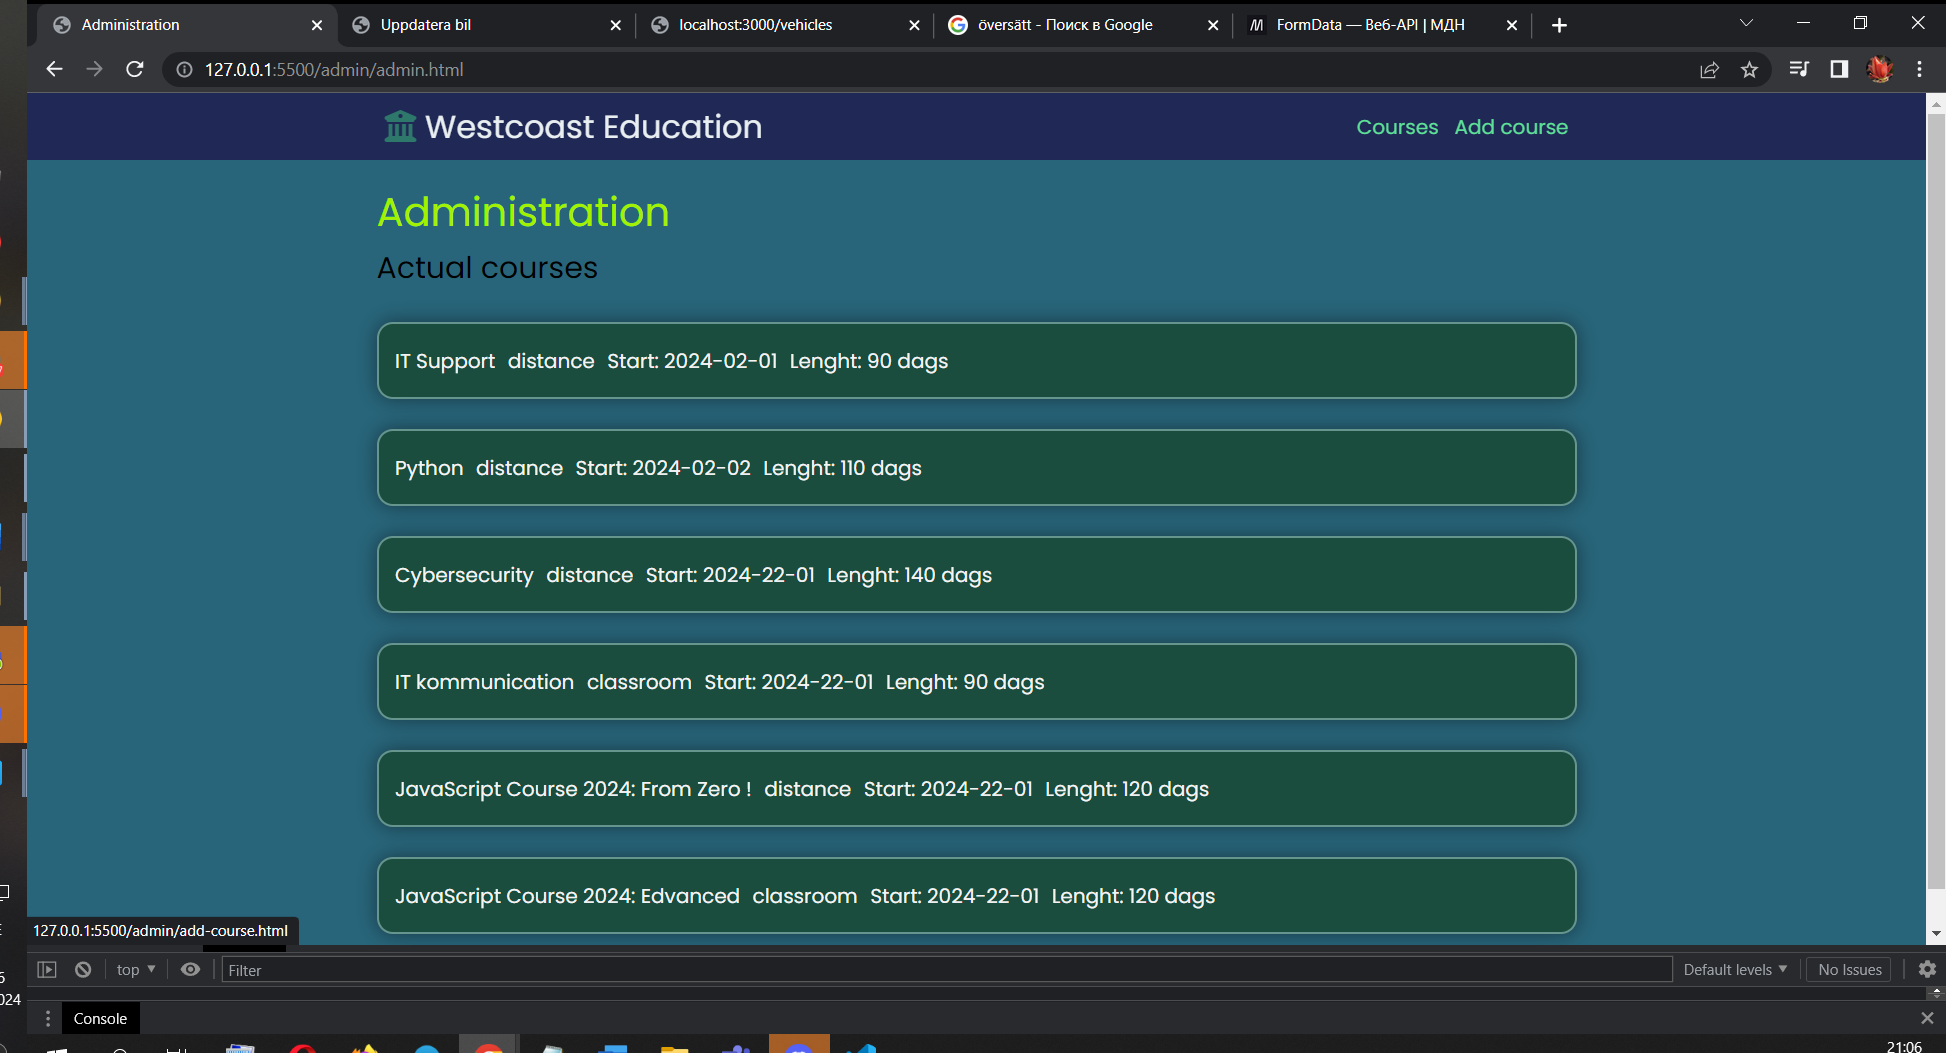 Administration
Uppdatera bil
localhost:3000/vehicles
översätt - Поиск в Google
FormData — Веб-API | МДН
127.0.0.1:5500/admin/admin.html
Westcoast Education
Courses Add course
Administration
Actual courses
IT Support distance Start: 2024-02-01 Lenght: 90 dags
Python distance Start: 2024-02-02 Lenght: 110 dags
Cybersecurity distance Start: 2024-22-01 Lenght: 140 dags
IT kommunication classroom Start: 2024-22-01 Lenght: 90 dags
JavaScript Course 2024: From Zero ! distance Start: 2024-22-01 Lenght: 120 dags
JavaScript Course 2024: Edvanced classroom Start: 2024-22-01 Lenght: 120 dags
127.0.0.1:5500/admin/add-course.html
top Filter Default levels No Issues
Console
21:06